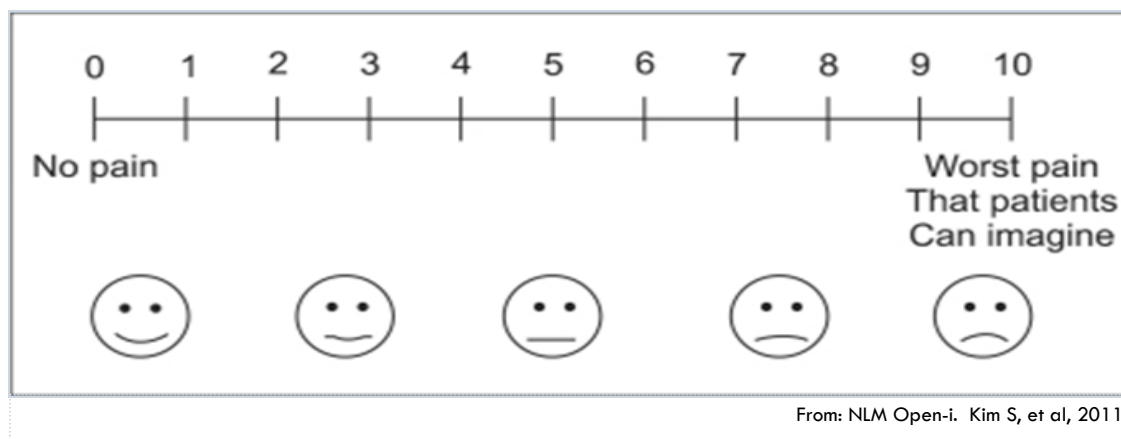 0 1 2 3 4 5 6 7 8 9 10
No pain
Worst pain
That patients
Can imagine
From: NLM Open-i. Kim S, et al, 2011